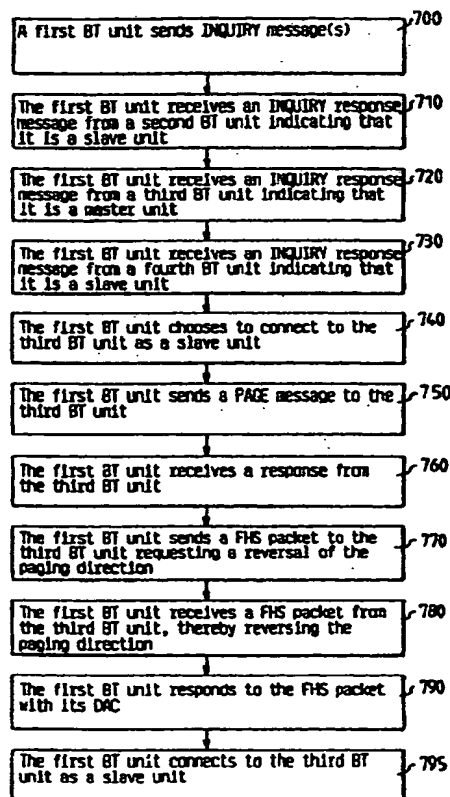 700
A first BT unit sends INQUIRY message(s)
710
The first BT unit receives an INQUIRY response
message from a second BT unit indicating that
it is a slave unit
720
The first BT unit receives an INQUIRY response
message from a third BT unit indicating that
it is a master unit
730
The first BT unit receives an INQUIRY response
message from a fourth BT unit indicating that
it is a slave unit
740
The first BT unit chooses to connect to the
third BT unit as a slave unit
750
The first BT unit sends a PAGE message to the
third BT unit
760
The first BT unit receives a response from
the third BT unit
770
The first BT unit sends a FHS packet to the
third BT unit requesting a reversal of the
paging direction
780
The first BT unit receives a FHS packet from
the third BT unit, thereby reversing the
paging direction
790
The first BT unit responds to the FHS packet
with its DAC
795
The first BT unit connects to the third BT
unit as a slave unit